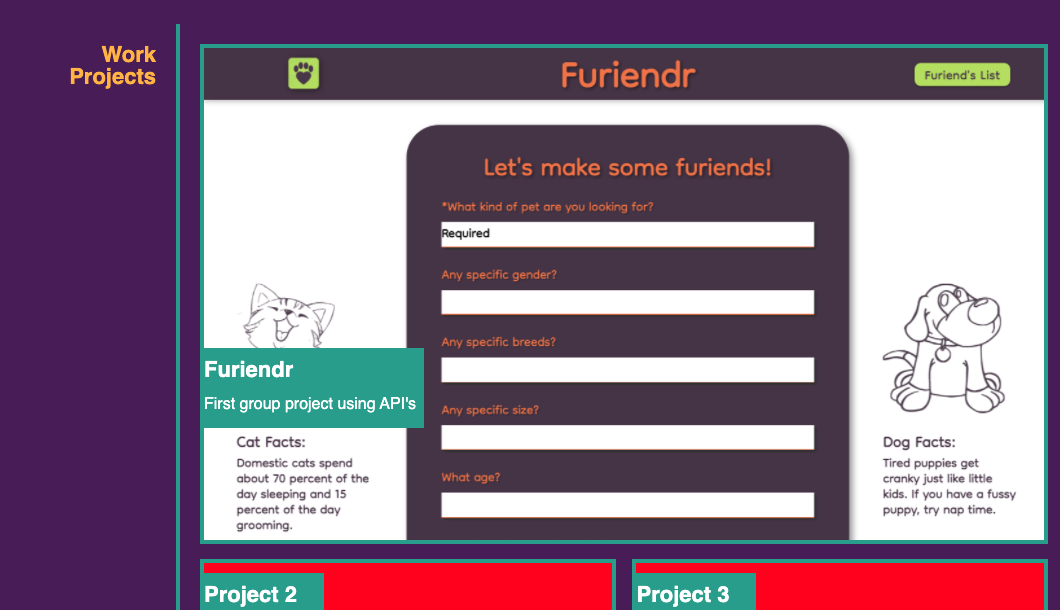 Work
Projects
Furiendr
Furiend's List
Let's make some furiends!
*What kind of pet are you looking for?
Required
Any specific gender?
Any specific breeds?
Any specific size?
What age?
Furiendr
First group project using API's
Cat Facts:
Domestic cats spend
about 70 percent of the
day sleeping and 15
percent of the day
grooming.
Dog Facts:
Tired puppies get
cranky just like little
kids. If you have a fussy
puppy, try nap time.
Project 2
Project 3